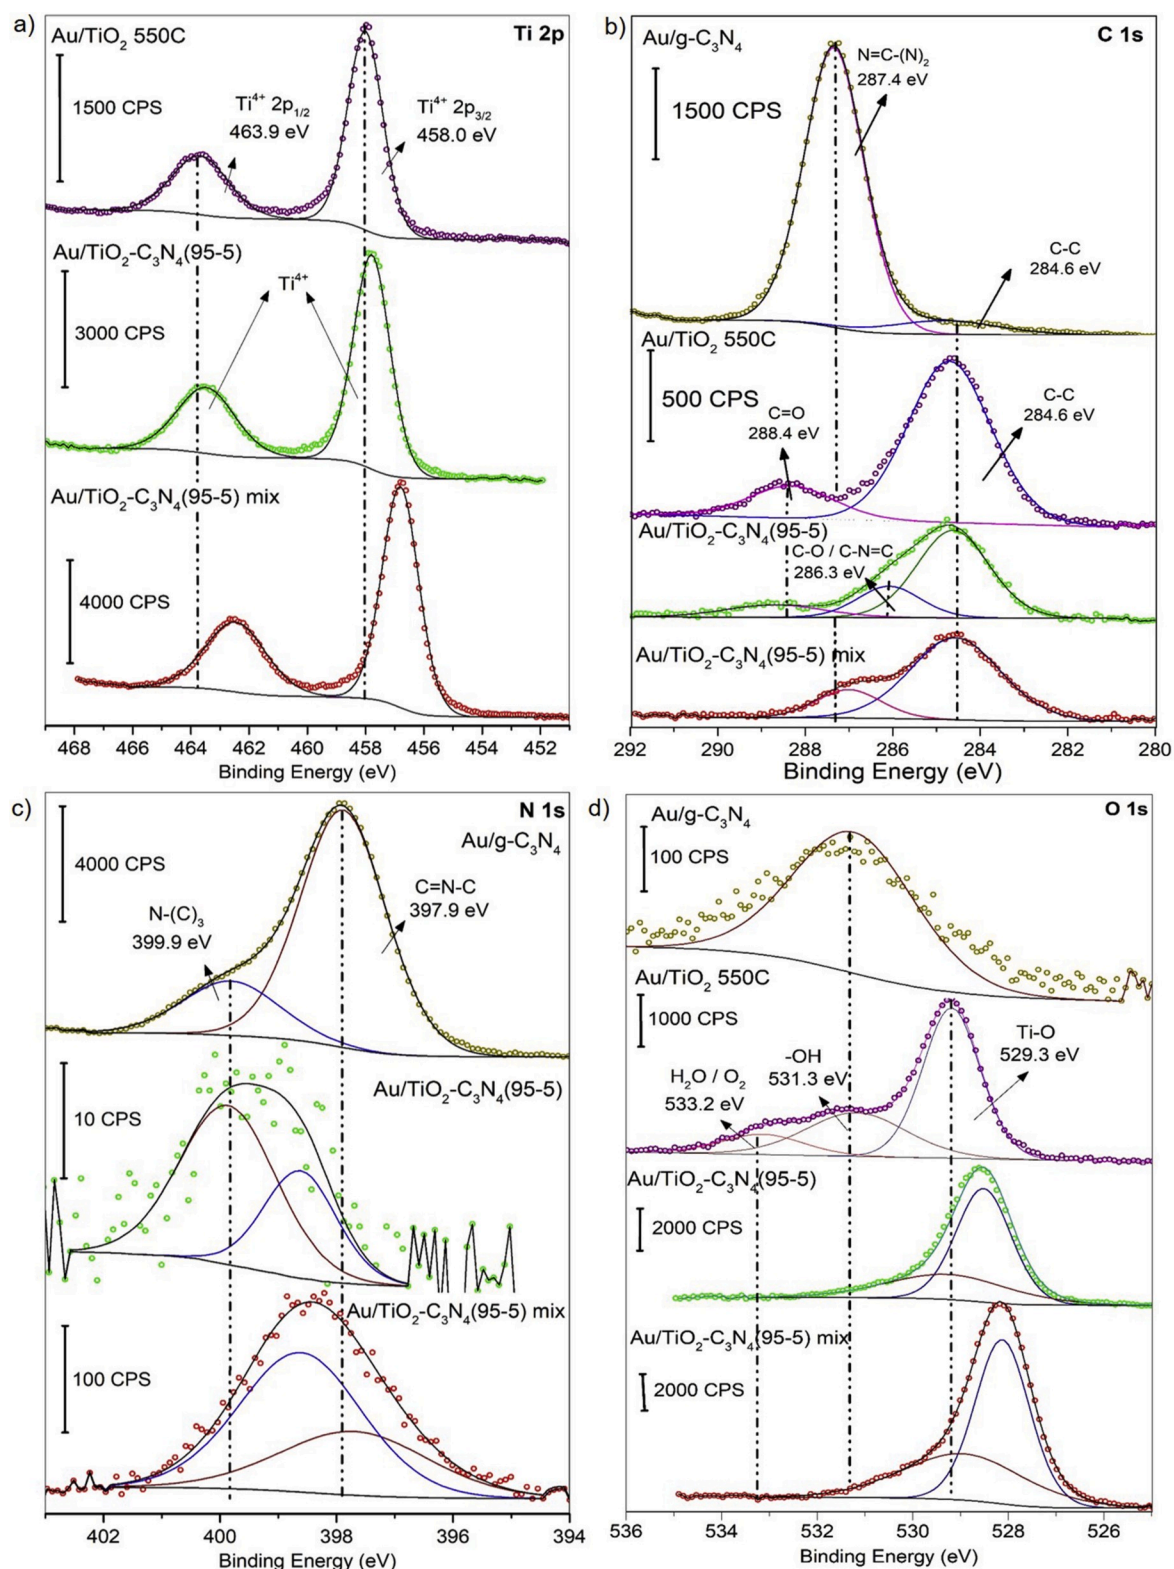 a)
Au/TiO₂ 550C
Ti 2p
1500 CPS
Ti⁴⁺ 2p₁/₂
463.9 eV
Ti⁴⁺ 2p₃/₂
458.0 eV
Au/TiO₂-C₃N₄(95-5)
3000 CPS
Ti⁴⁺
Au/TiO₂-C₃N₄(95-5) mix
4000 CPS
468 466 464 462 460 458 456 454 452
Binding Energy (eV)
b)
Au/g-C₃N₄
C 1s
N=C-(N)₂
287.4 eV
1500 CPS
C-C
284.6 eV
Au/TiO₂ 550C
500 CPS
C=O
288.4 eV
C-C
284.6 eV
Au/TiO₂-C₃N₄(95-5)
C-O / C-N=C
286.3 eV
Au/TiO₂-C₃N₄(95-5) mix
292 290 288 286 284 282 280
Binding Energy (eV)
c)
N 1s
4000 CPS
Au/g-C₃N₄
N-(C)₃
399.9 eV
C=N-C
397.9 eV
Au/TiO₂-C₃N₄(95-5)
10 CPS
Au/TiO₂-C₃N₄(95-5) mix
100 CPS
402 400 398 396 394
Binding Energy (eV)
d)
Au/g-C₃N₄
O 1s
100 CPS
Au/TiO₂ 550C
1000 CPS
H₂O / O₂
533.2 eV
-OH
531.3 eV
Ti-O
529.3 eV
Au/TiO₂-C₃N₄(95-5)
2000 CPS
Au/TiO₂-C₃N₄(95-5) mix
2000 CPS
536 534 532 530 528 526
Binding Energy (eV)